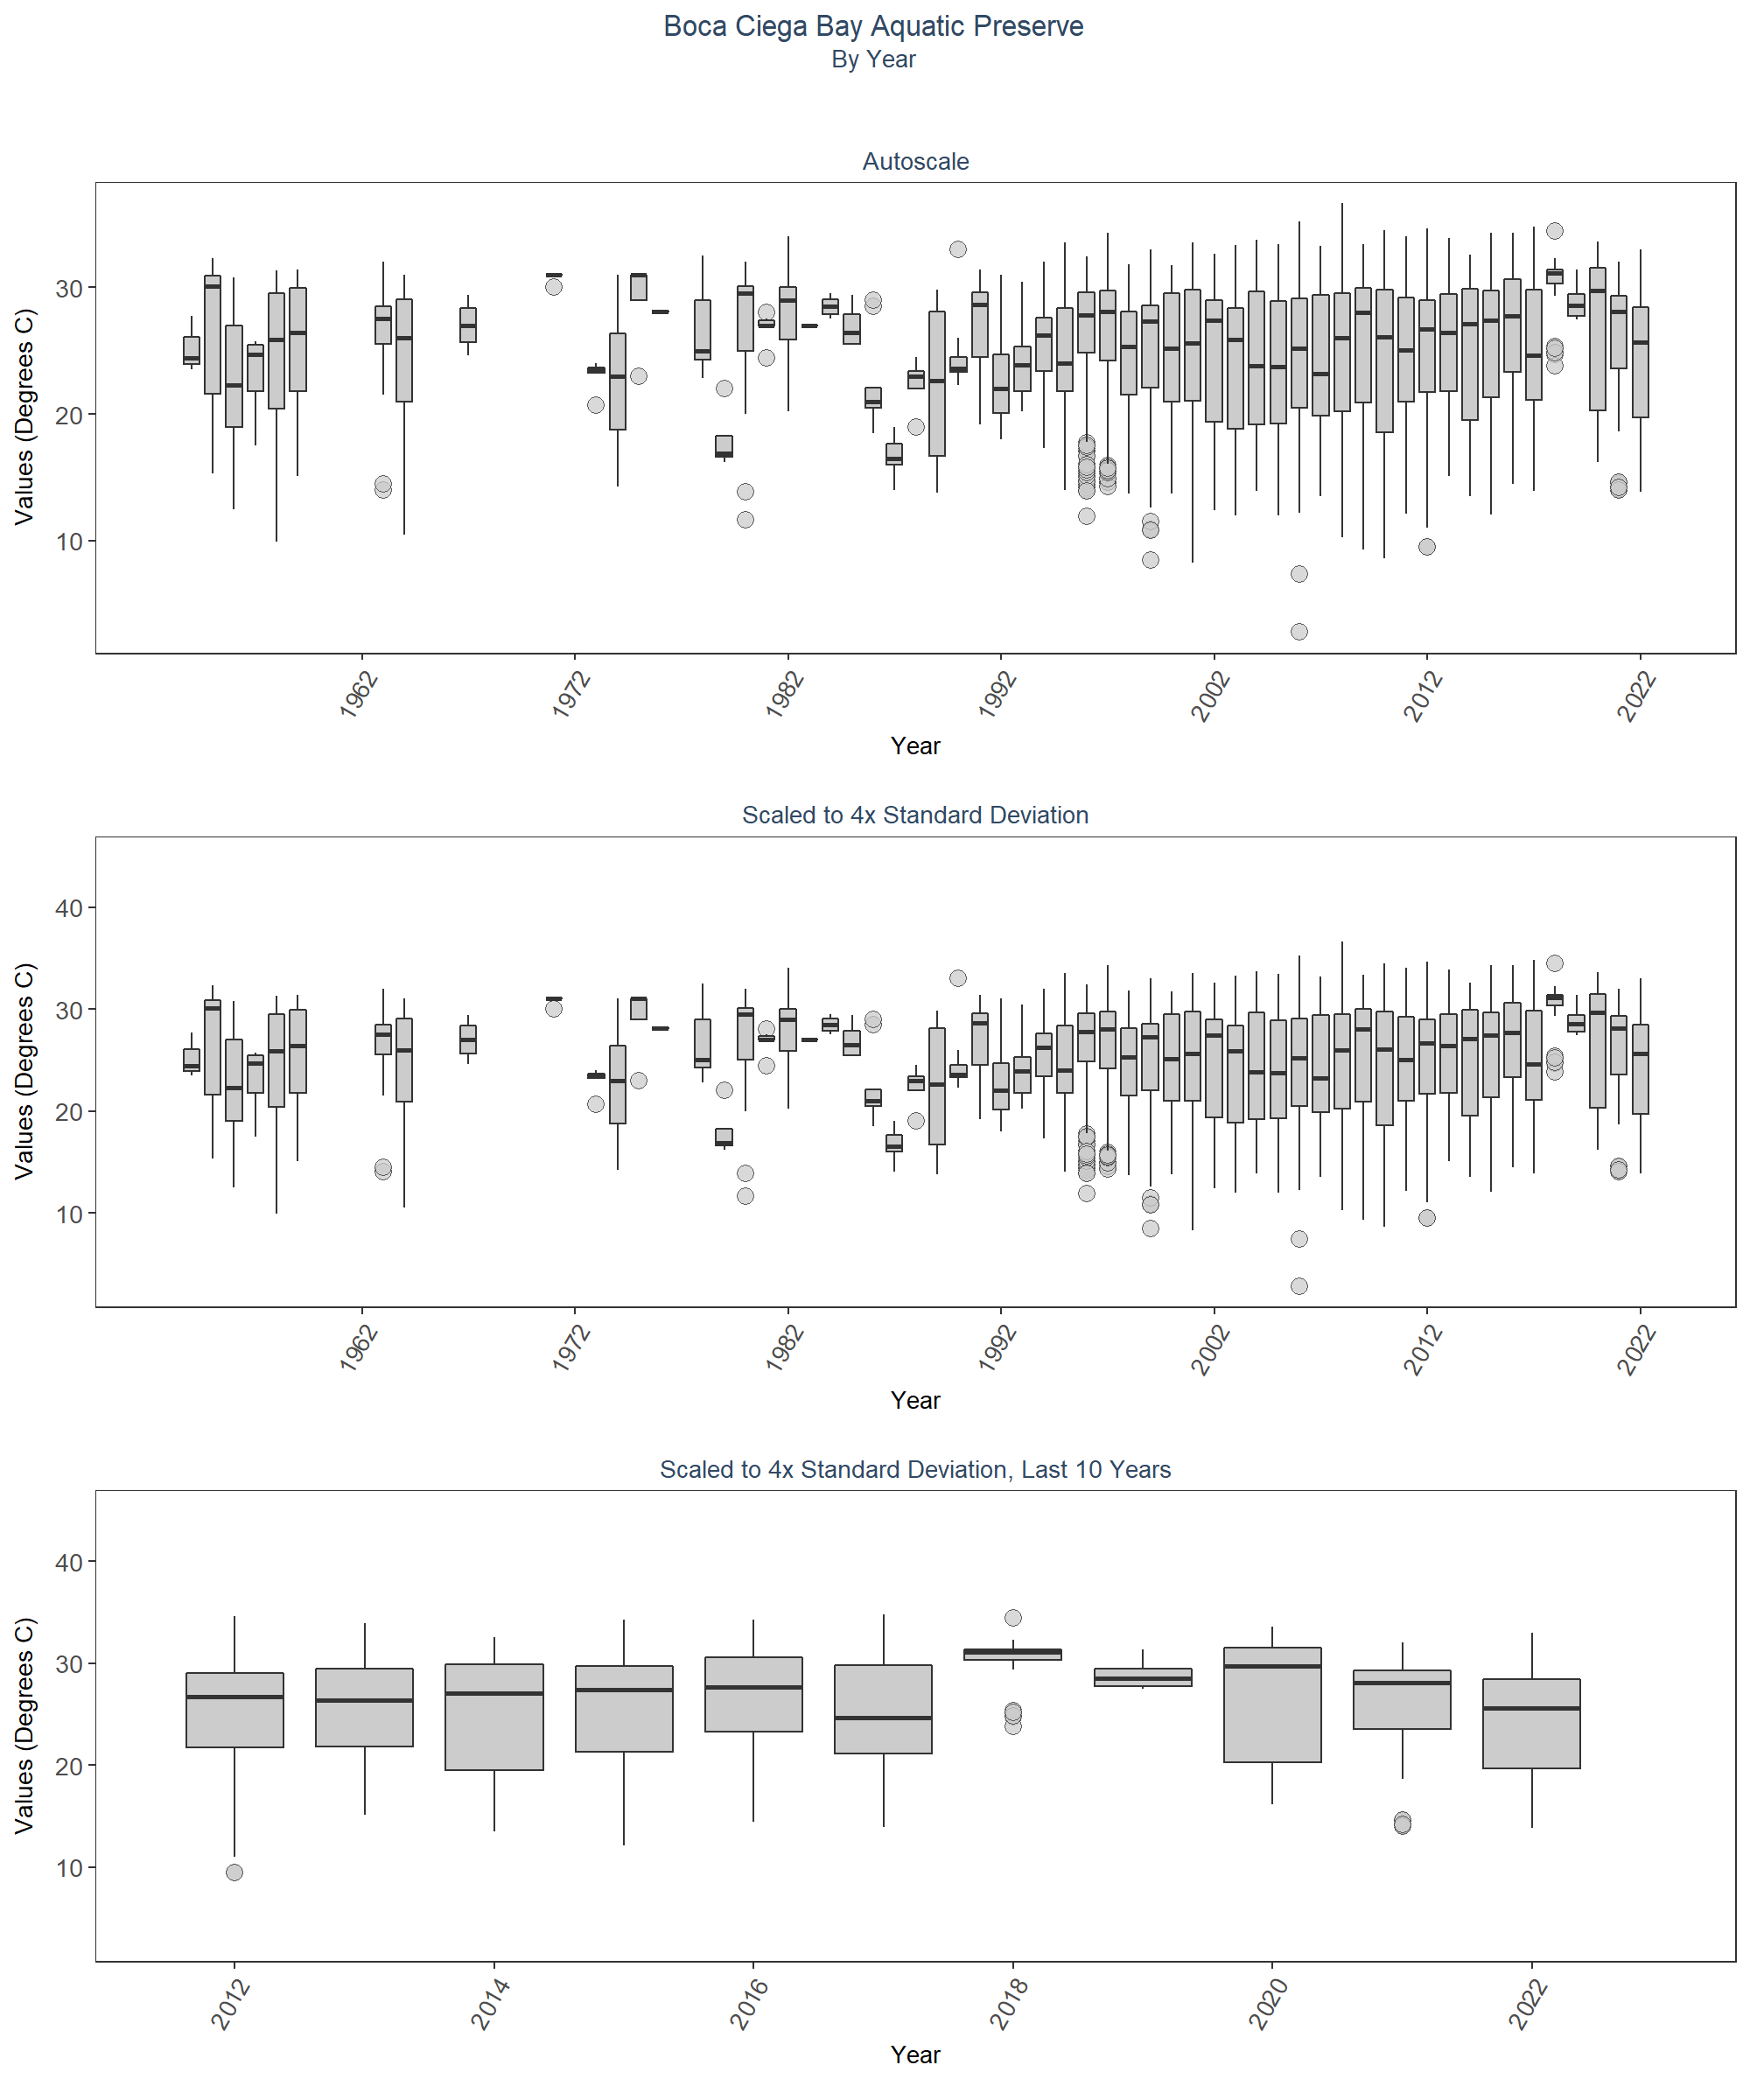 Boca Ciega Bay Aquatic Preserve
By Year
Autoscale
Values (Degrees C)
30
20
10
1962
1972
1982
1992
2002
2012
2022
Year
Scaled to 4x Standard Deviation
Values (Degrees C)
40
30
20
10
1962
1972
1982
1992
2002
2012
2022
Year
Scaled to 4x Standard Deviation, Last 10 Years
Values (Degrees C)
40
30
20
10
2012
2014
2016
2018
2020
2022
Year